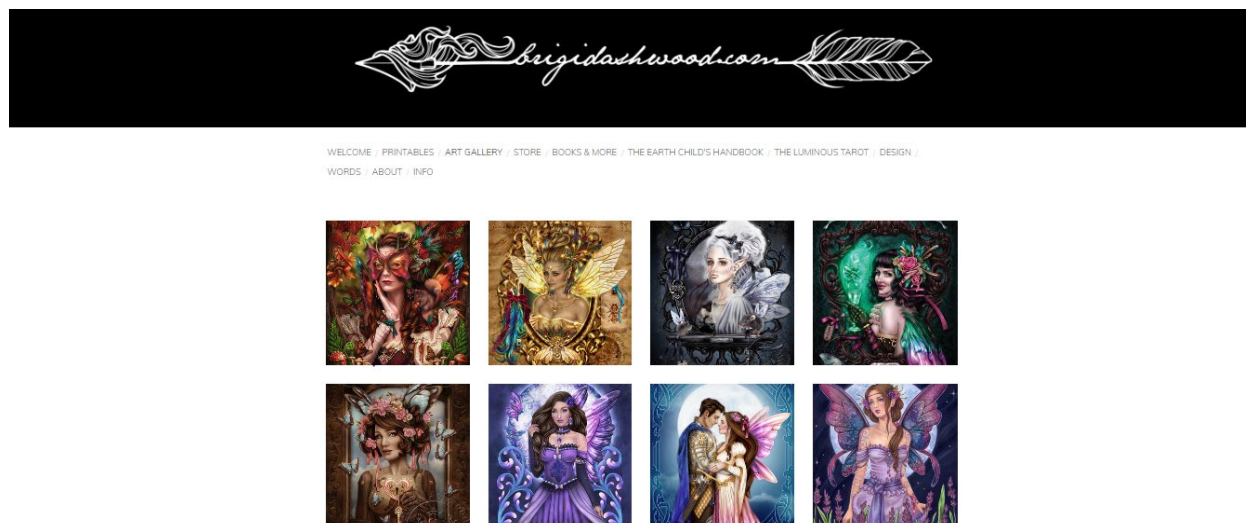 brigidashwood.com
WELCOME / PRINTABLES / ART GALLERY / STORE / BOOKS & MORE / THE EARTH CHILD'S HANDBOOK / THE LUMINOUS TAROT / DESIGN /
WORDS / ABOUT / INFO